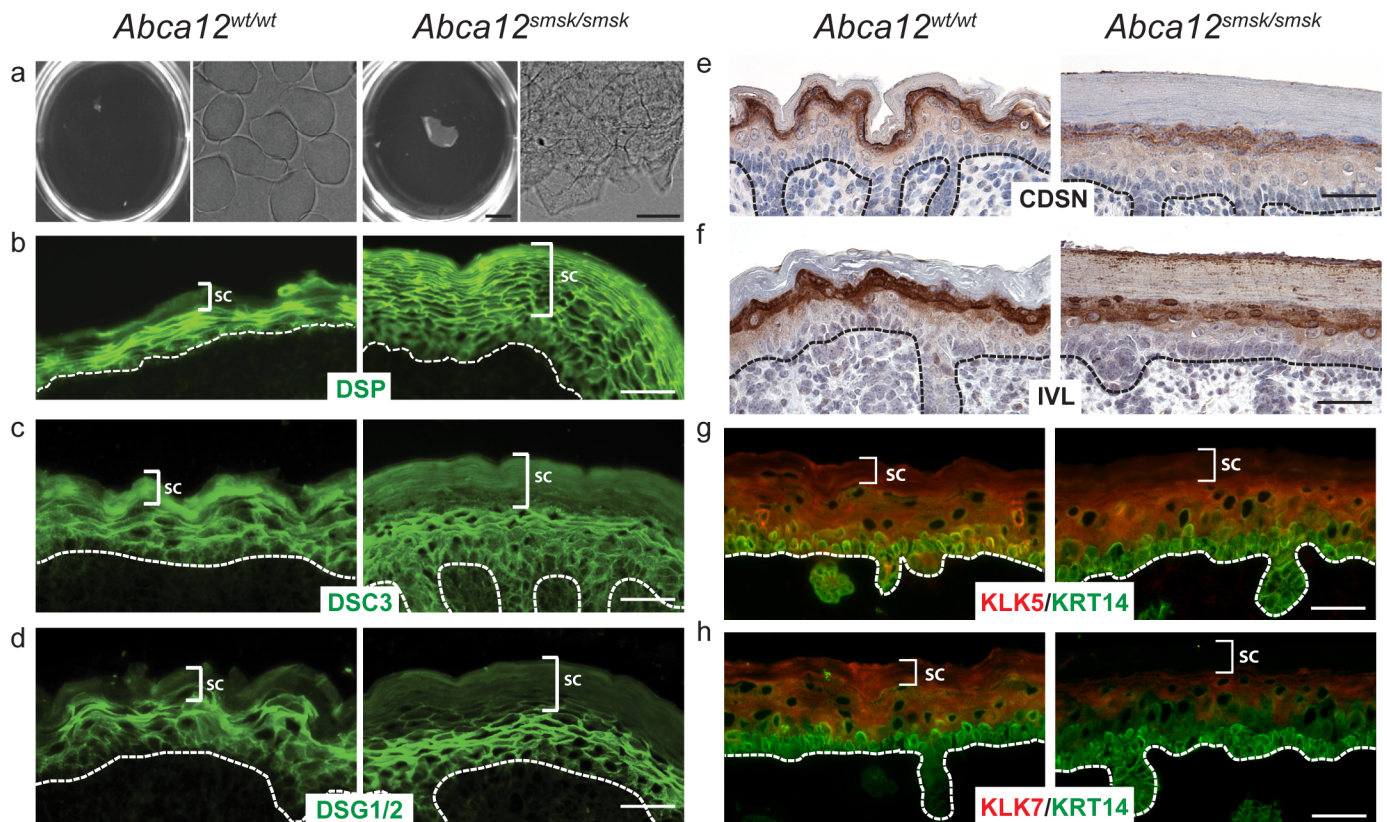 Abca12wt/wt Abca12smsk/smsk Abca12wt/wt Abca12smsk/smsk
a
b
SC SC
DSP
c
SC SC
DSC3
d
SC SC
DSG1/2
e
CDSN
f
IVL
g
SC SC
KLK5/KRT14
h
SC SC
KLK7/KRT14